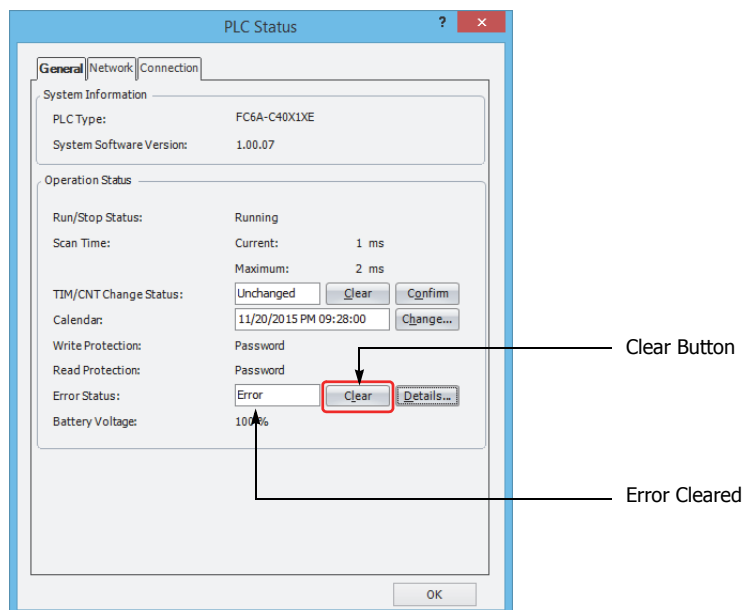 PLC Status ? ×
General Network Connection
System Information
PLC Type: FC6A-C40X1XE
System Software Version: 1.00.07
Operation Status
Run/Stop Status: Running
Scan Time: Current: 1 ms
Maximum: 2 ms
TIM/CNT Change Status: Unchanged Clear Confirm
Calendar: 11/20/2015 PM 09:28:00 Change...
Write Protection: Password
Clear Button
Read Protection: Password
Error Status: Error Clear Details...
Battery Voltage: 100 %
Error Cleared
OK